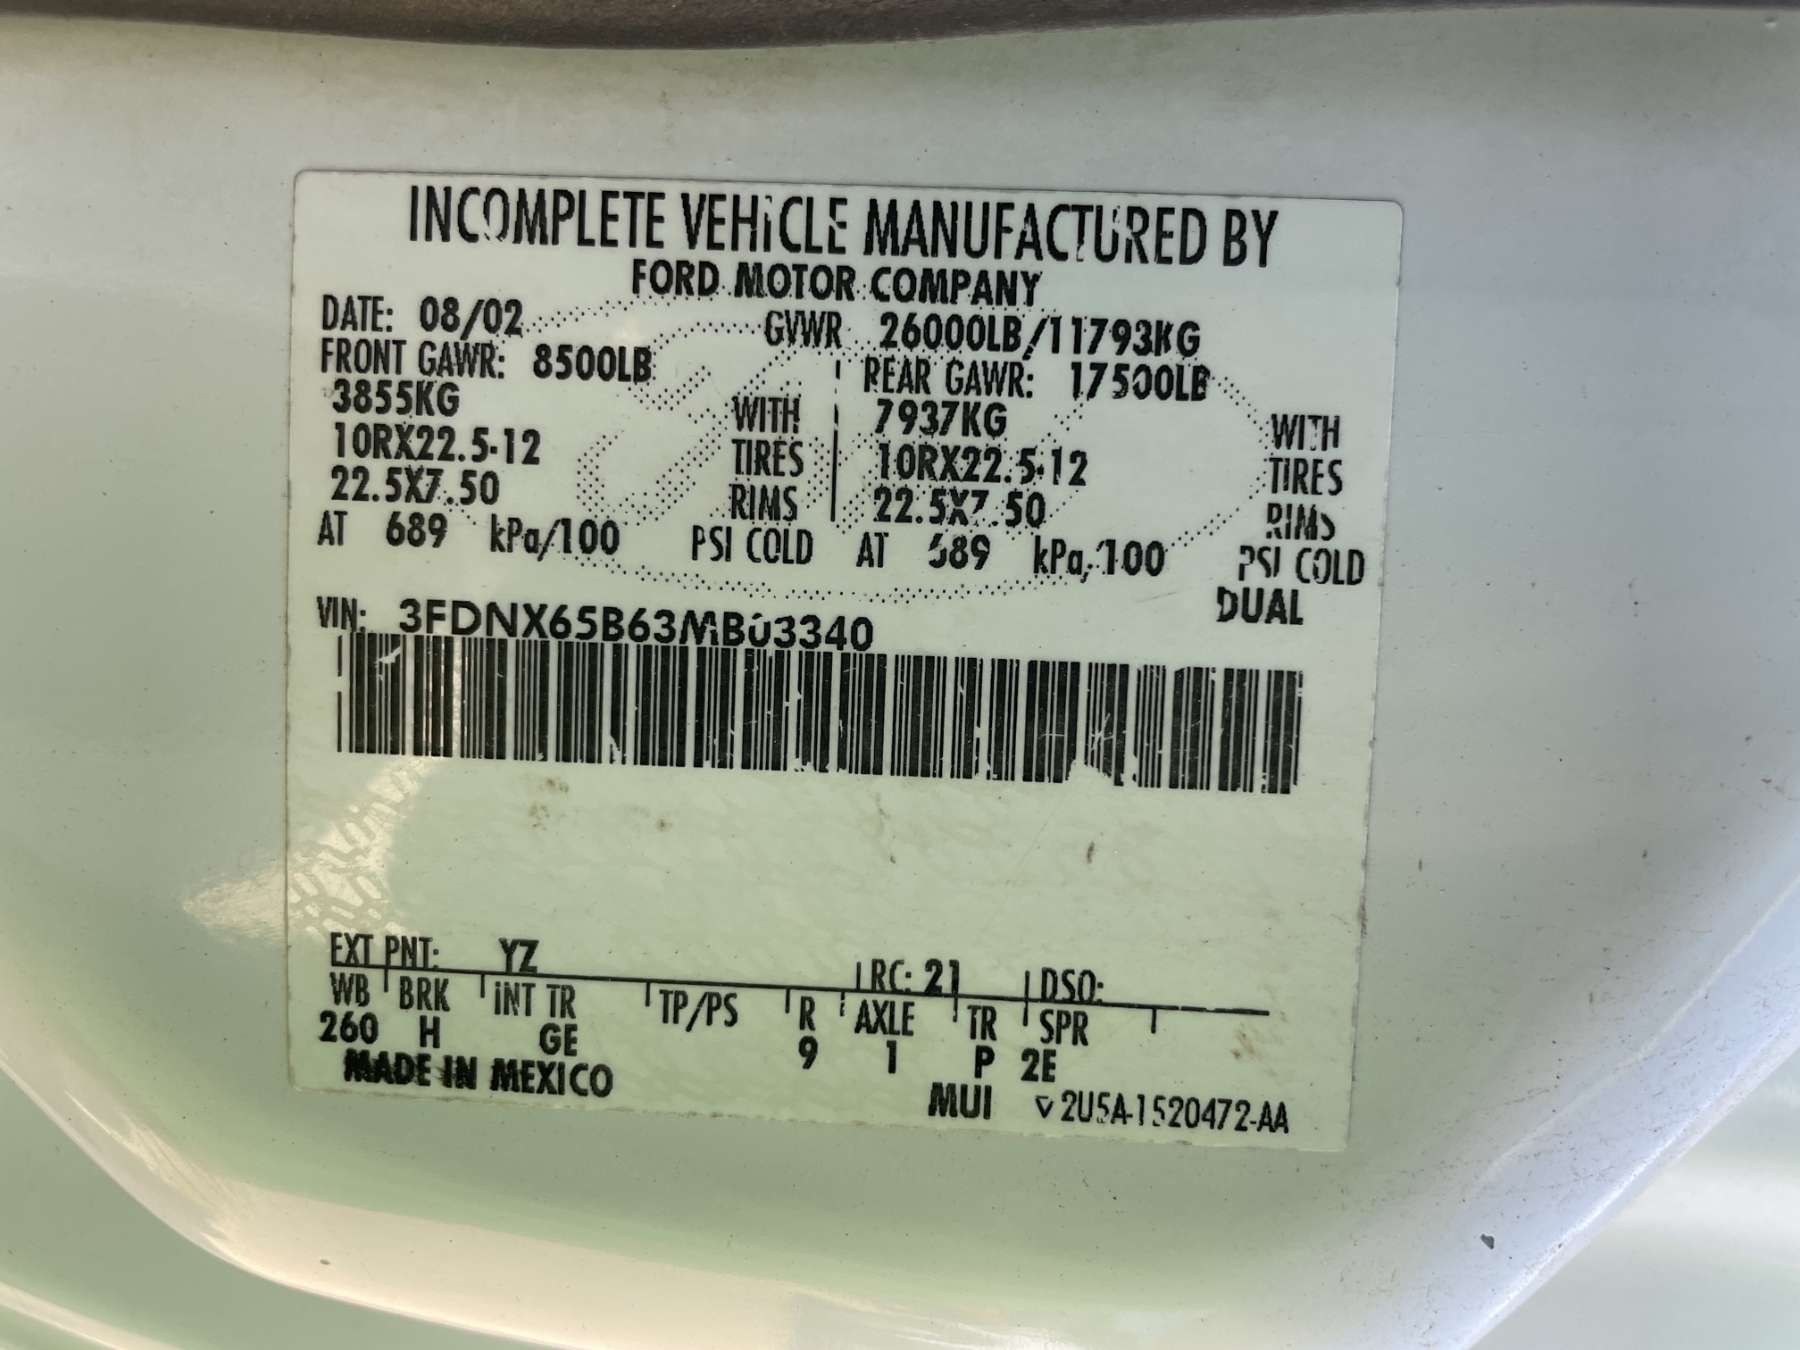 INCOMPLETE VEHICLE MANUFACTURED BY
FORD MOTOR COMPANY
DATE: 08/02 GVWR 26000LB/11793KG
FRONT GAWR: 8500LB REAR GAWR: 17500LB
3855KG WITH 7937KG WITH
10RX22.5-12 TIRES 10RX22.5-12 TIRES
22.5X7.50 RIMS 22.5X7.50 RIMS
AT 689 kPa/100 PSI COLD AT 689 kPa/100 PSI COLD
DUAL
VIN: 3FDNX65B63MB03340
EXT PNT: YZ RC: 21 DSO:
WB BRK INT TR TP/PS R AXLE TR SPR
260 H GE 9 1 P 2E
MADE IN MEXICO MUI 2U5A-1520472-AA